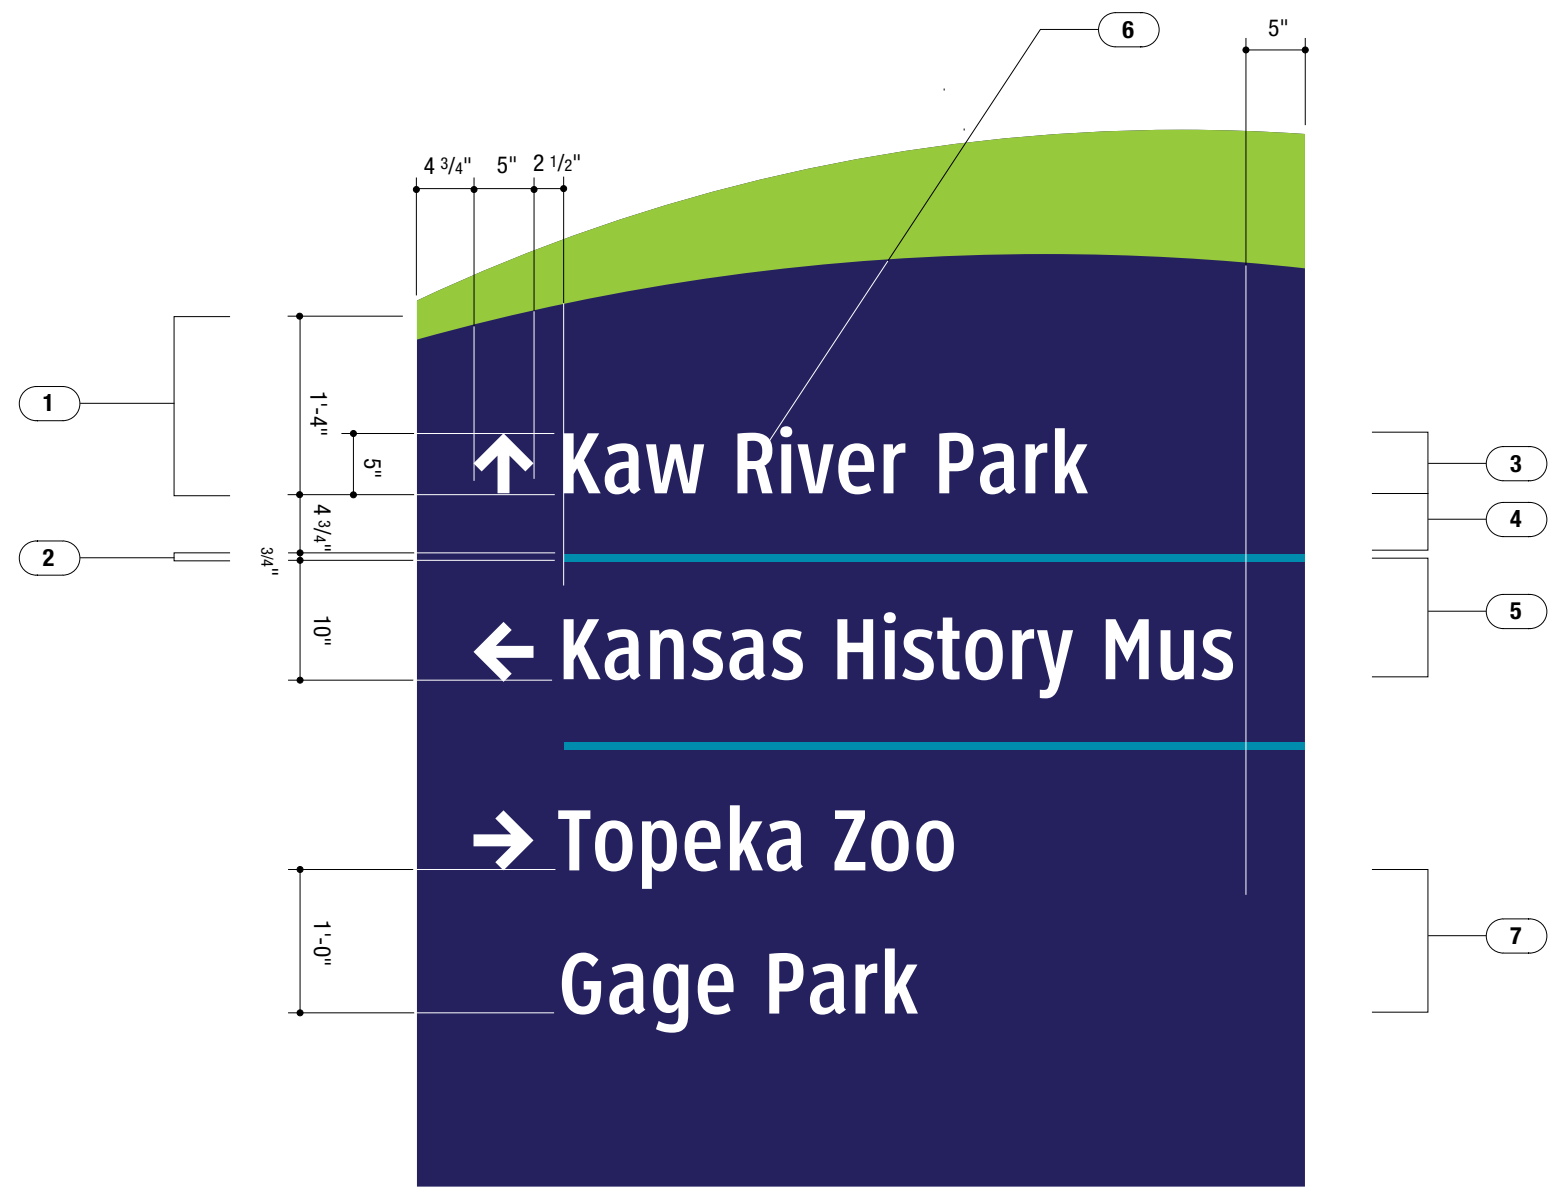 6
5"
4 3/4" 5" 2 1/2"
1
1'-4"
5"
Kaw River Park
3
4 3/4"
4
2
3/4"
10"
5
Kansas History Mus
Topeka Zoo
1'-0"
7
Gage Park